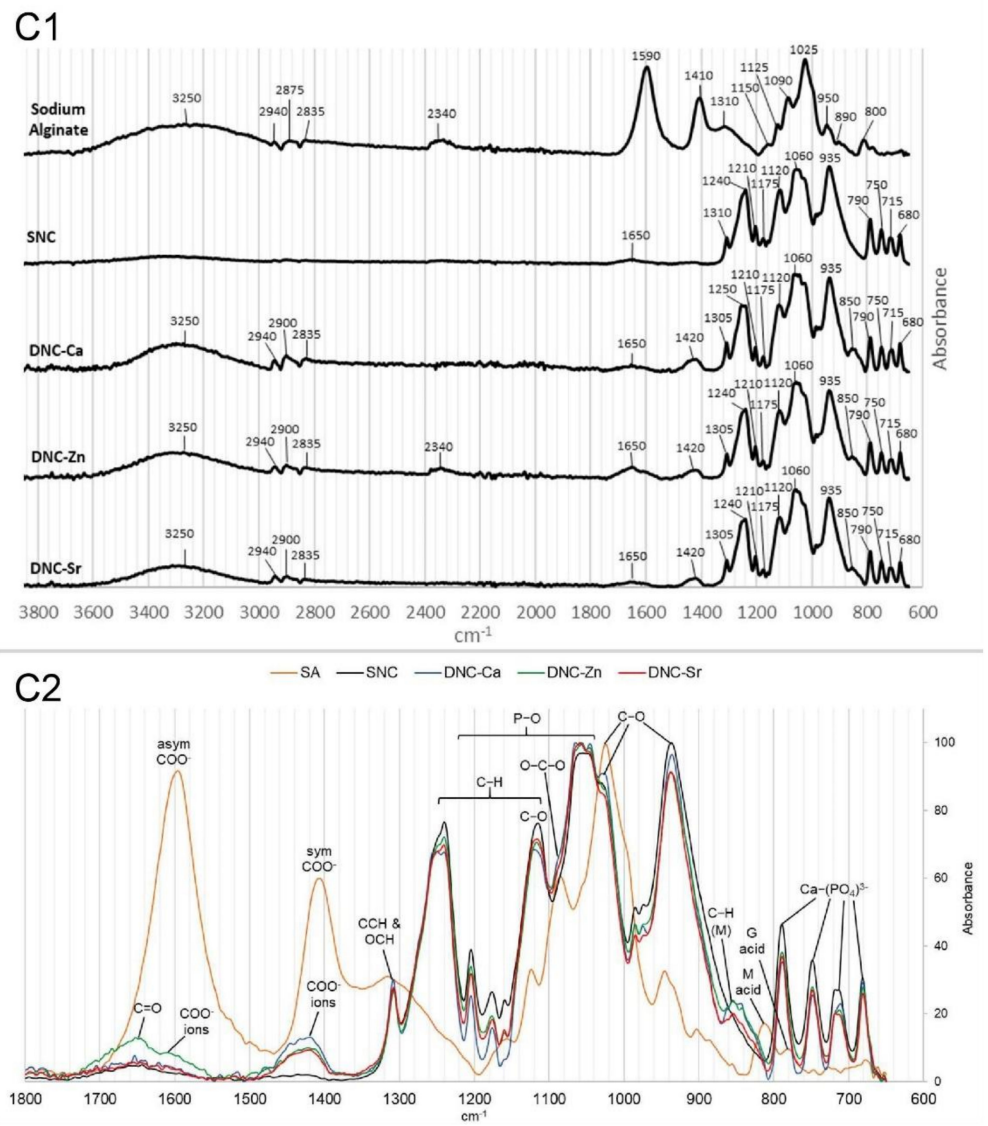 C1
1025
1590
1125
1410
1090
1150
2875
Sodium
Alginate
3250
2940
2835
2340
1310
950
890
800
1210
1120
1060
935
1240
1175
750
790
715
1310
680
SNC
1650
1210
1120
1060
935
1250
1175
850
750
790
715
1305
680
DNC-Ca
3250
2940
2900
2835
1650
1420
1060
1240
1210
1120
935
1175
850
750
790
715
1305
680
DNC-Zn
3250
2940
2900
2835
2340
1650
1420
1060
1240
1210
1120
935
1175
850
750
790
715
1305
680
DNC-Sr
3250
2940
2900
2835
1650
1420
Absorbance
3800 3600 3400 3200 3000 2800 2600 2400 2200 2000 1800 1600 1400 1200 1000 800 600
cm-1
C2
SA SNC DNC-Ca DNC-Zn DNC-Sr
asym
COO-
sym
COO-
P–O
C–O
O–C–O
C–H
C–O
CCH &
OCH
C=O
COO-
ions
COO-
ions
C–H
(M)
G
acid
M
acid
Ca–(PO4)3-
100
80
60
40
20
0
Absorbance
1800 1700 1600 1500 1400 1300 1200 1100 1000 900 800 700 600
cm-1